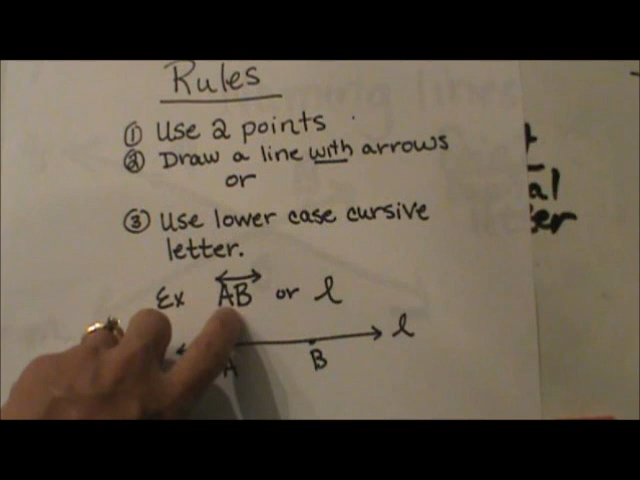 Rules
① Use 2 points
② Draw a line with arrows
or
③ Use lower case cursive
letter.
Ex AB or l
l
A B